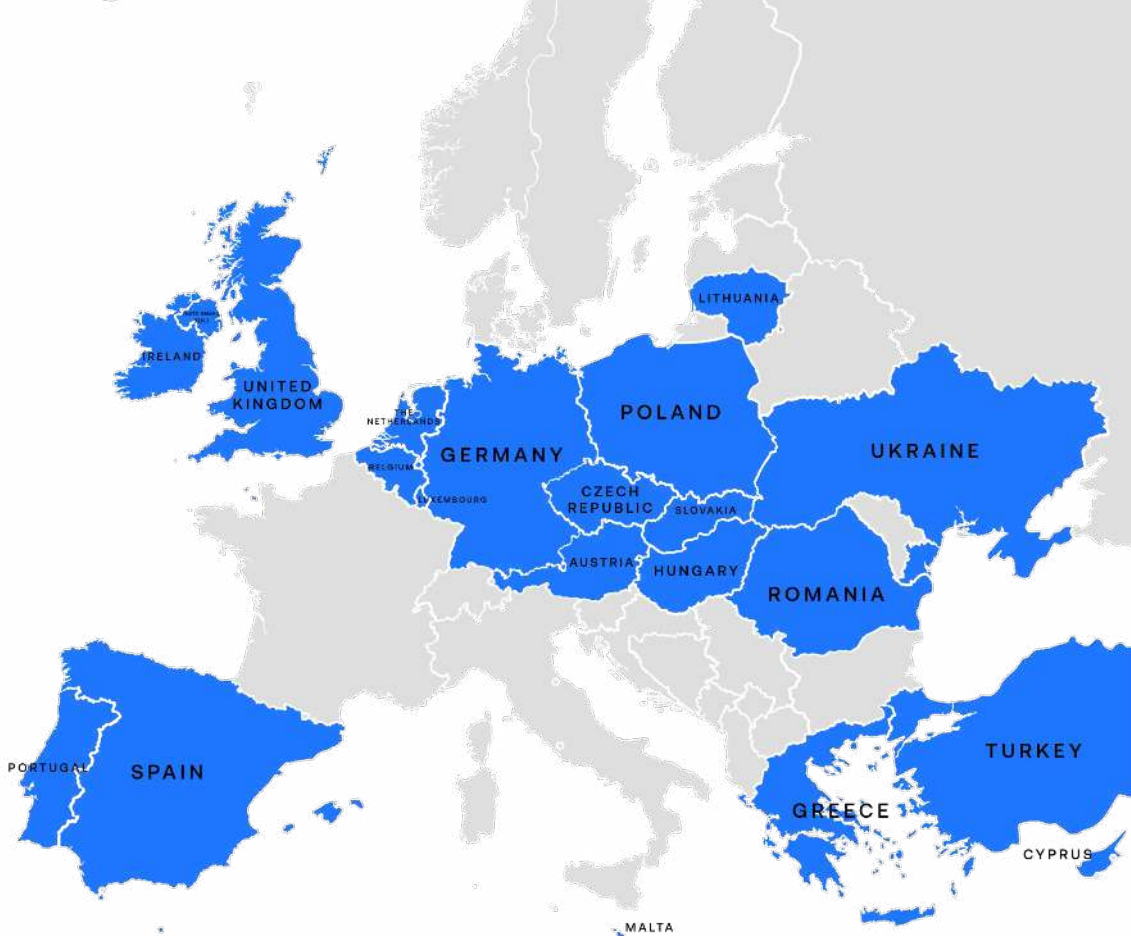 LITHUANIA
IRELAND
UNITED
KINGDOM
THE
NETHERLANDS
POLAND
GERMANY
UKRAINE
BELGIUM
LUXEMBOURG
CZECH
REPUBLIC
SLOVAKIA
AUSTRIA
HUNGARY
ROMANIA
PORTUGAL
SPAIN
TURKEY
GREECE
CYPRUS
MALTA